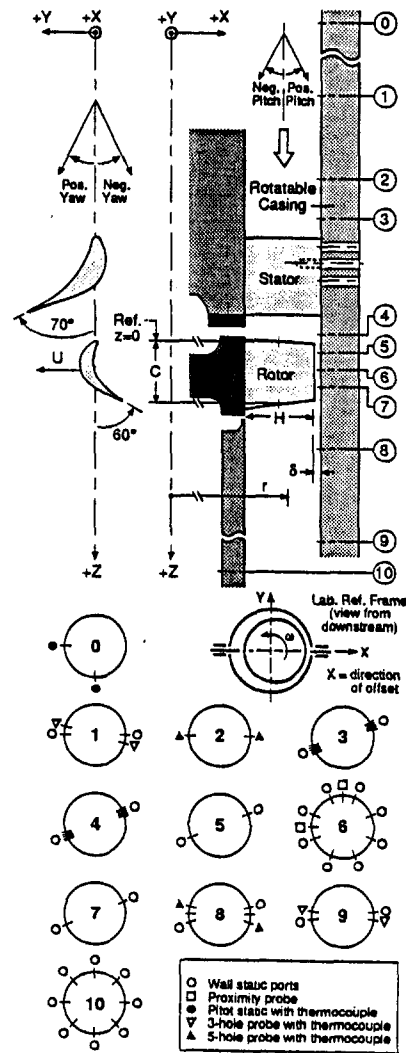 +Y +X +X
0
Neg. Pitch
Pos. Pitch
1
Pos. Yaw
Neg. Yaw
2
Rotatable Casing
3
Stator
70°
Ref. z=0
4
5
U
C
Rotor
6
7
60°
H
8
δ
r
9
+Z +Z
10
Lab. Ref. Frame
(view from downstream)
Y
ω
X
X = direction of offset
0
1 2 3
4 5 6
7 8 9
10
Wall static ports
Proximity probe
Pitot static with thermocouple
3-hole probe with thermocouple
5-hole probe with thermocouple